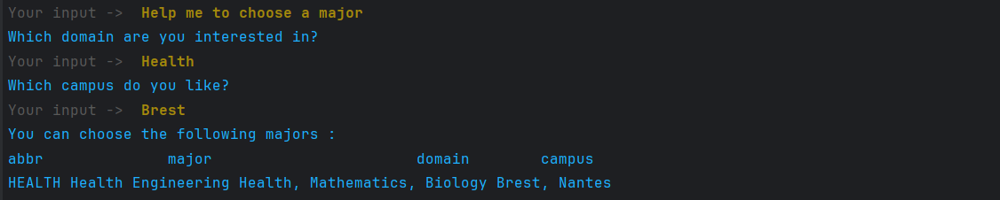 Your input ->  Help me to choose a major
Which domain are you interested in?
Your input ->  Health
Which campus do you like?
Your input ->  Brest
You can choose the following majors :
abbr              major                       domain        campus
HEALTH Health Engineering Health, Mathematics, Biology Brest, Nantes